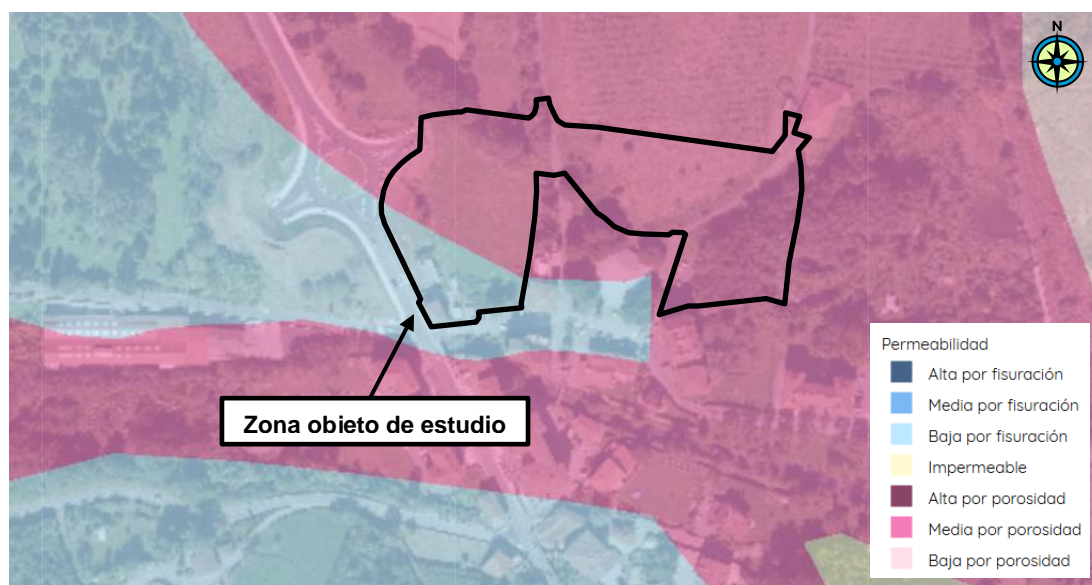 N
Zona obieto de estudio
Permeabilidad
Alta por fisuración
Media por fisuración
Baja por fisuración
Impermeable
Alta por porosidad
Media por porosidad
Baja por porosidad